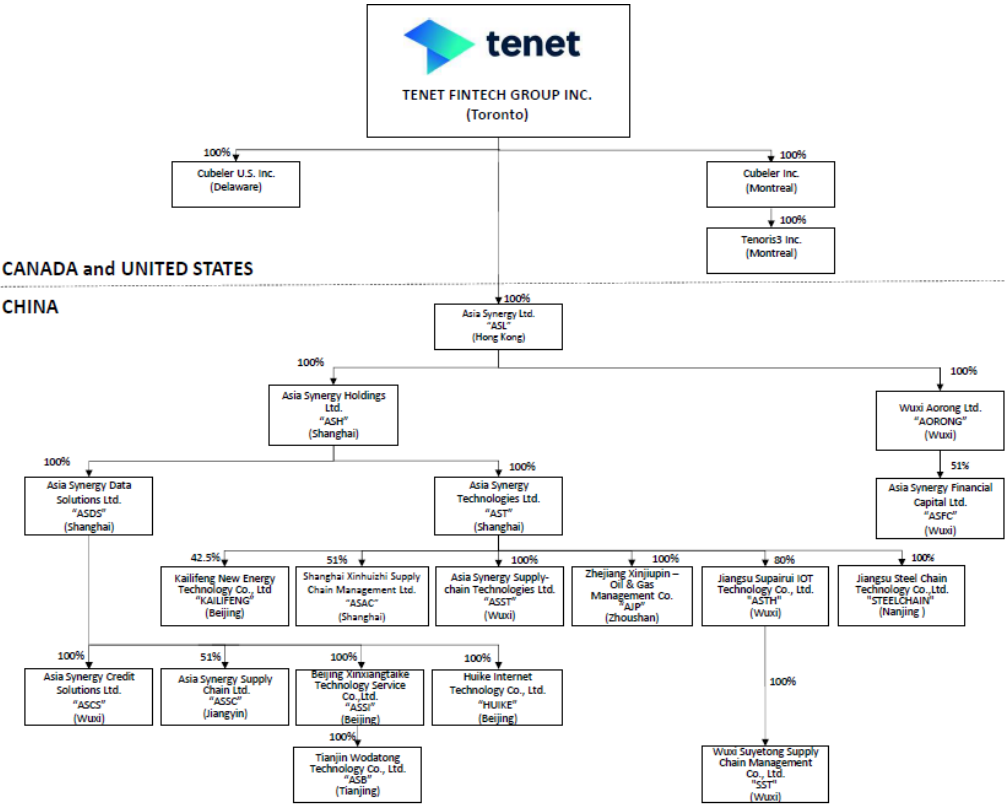 tenet
TENET FINTECH GROUP INC.
(Toronto)
100%
Cubeler U.S. Inc.
(Delaware)
100%
Cubeler Inc.
(Montreal)
100%
Tenoris3 Inc.
(Montreal)
CANADA and UNITED STATES
CHINA
100%
Asia Synergy Ltd.
"ASL"
(Hong Kong)
100%
Asia Synergy Holdings
Ltd.
"ASH"
(Shanghai)
100%
Wuxi Aorong Ltd.
"AORONG"
(Wuxi)
100%
Asia Synergy Data
Solutions Ltd.
"ASDS"
(Shanghai)
100%
Asia Synergy
Technologies Ltd.
"AST"
(Shanghai)
51%
Asia Synergy Financial
Capital Ltd.
"ASFC"
(Wuxi)
42.5%
Kailifeng New Energy
Technology Co., Ltd
"KAILIFENG"
(Beijing)
51%
Shanghai Xinhuizhi Supply
Chain Management Ltd.
"ASAC"
(Shanghai)
100%
Asia Synergy Supply-
chain Technologies Ltd.
"ASST"
(Wuxi)
100%
Zhejiang Xinjiupin –
Oil & Gas
Management Co.
"AJP"
(Zhoushan)
80%
Jiangsu Supairui IOT
Technology Co., Ltd.
"ASTH"
(Wuxi)
100%
Jiangsu Steel Chain
Technology Co.,Ltd.
"STEELCHAIN"
(Nanjing )
100%
Asia Synergy Credit
Solutions Ltd.
"ASCS"
(Wuxi)
51%
Asia Synergy Supply
Chain Ltd.
"ASSC"
(Jiangyin)
100%
Beijing Xinxiangtaike
Technology Service
Co.,Ltd.
"ASSI"
(Beijing)
100%
Huike Internet
Technology Co., Ltd.
"HUIKE"
(Beijing)
100%
Tianjin Wodatong
Technology Co., Ltd.
"ASB"
(Tianjing)
100%
Wuxi Suyetong Supply
Chain Management
Co., Ltd.
"SST"
(Wuxi)